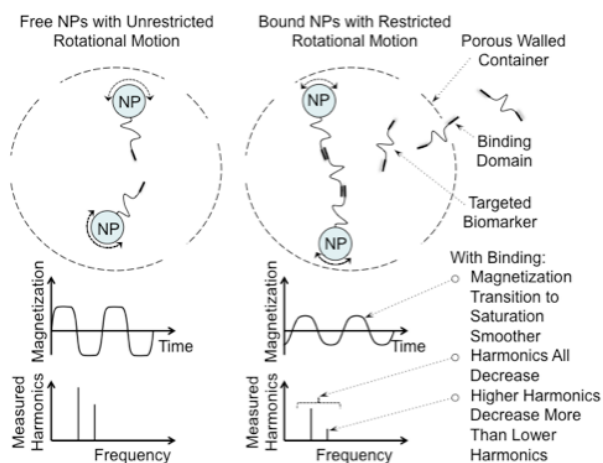 Free NPs with Unrestricted
Rotational Motion
Bound NPs with Restricted
Rotational Motion
Porous Walled
Container
NP
NP
Binding
Domain
Targeted
Biomarker
NP
NP
Magnetization
Time
Magnetization
Time
With Binding:
Magnetization
Transition to
Saturation
Smoother
Harmonics All
Decrease
Higher Harmonics
Decrease More
Than Lower
Harmonics
Measured
Harmonics
Frequency
Measured
Harmonics
Frequency